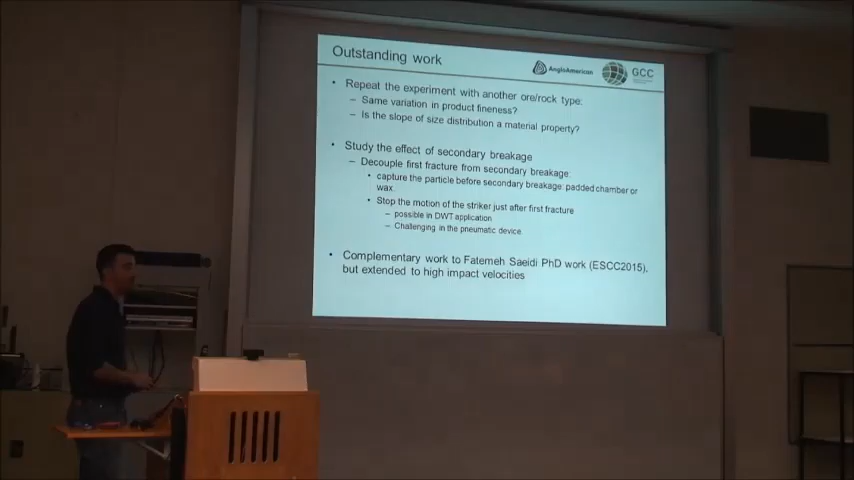 Outstanding work
AngloAmerican
GCC
• Repeat the experiment with another ore/rock type:
– Same variation in product fineness?
– Is the slope of size distribution a material property?
• Study the effect of secondary breakage
– Decouple first fracture from secondary breakage:
• capture the particle before secondary breakage: padded chamber or
wax.
• Stop the motion of the striker just after first fracture
– possible in DWT application
– Challenging in the pneumatic device
• Complementary work to Fatemeh Saeidi PhD work (ESCC2015),
but extended to high impact velocities